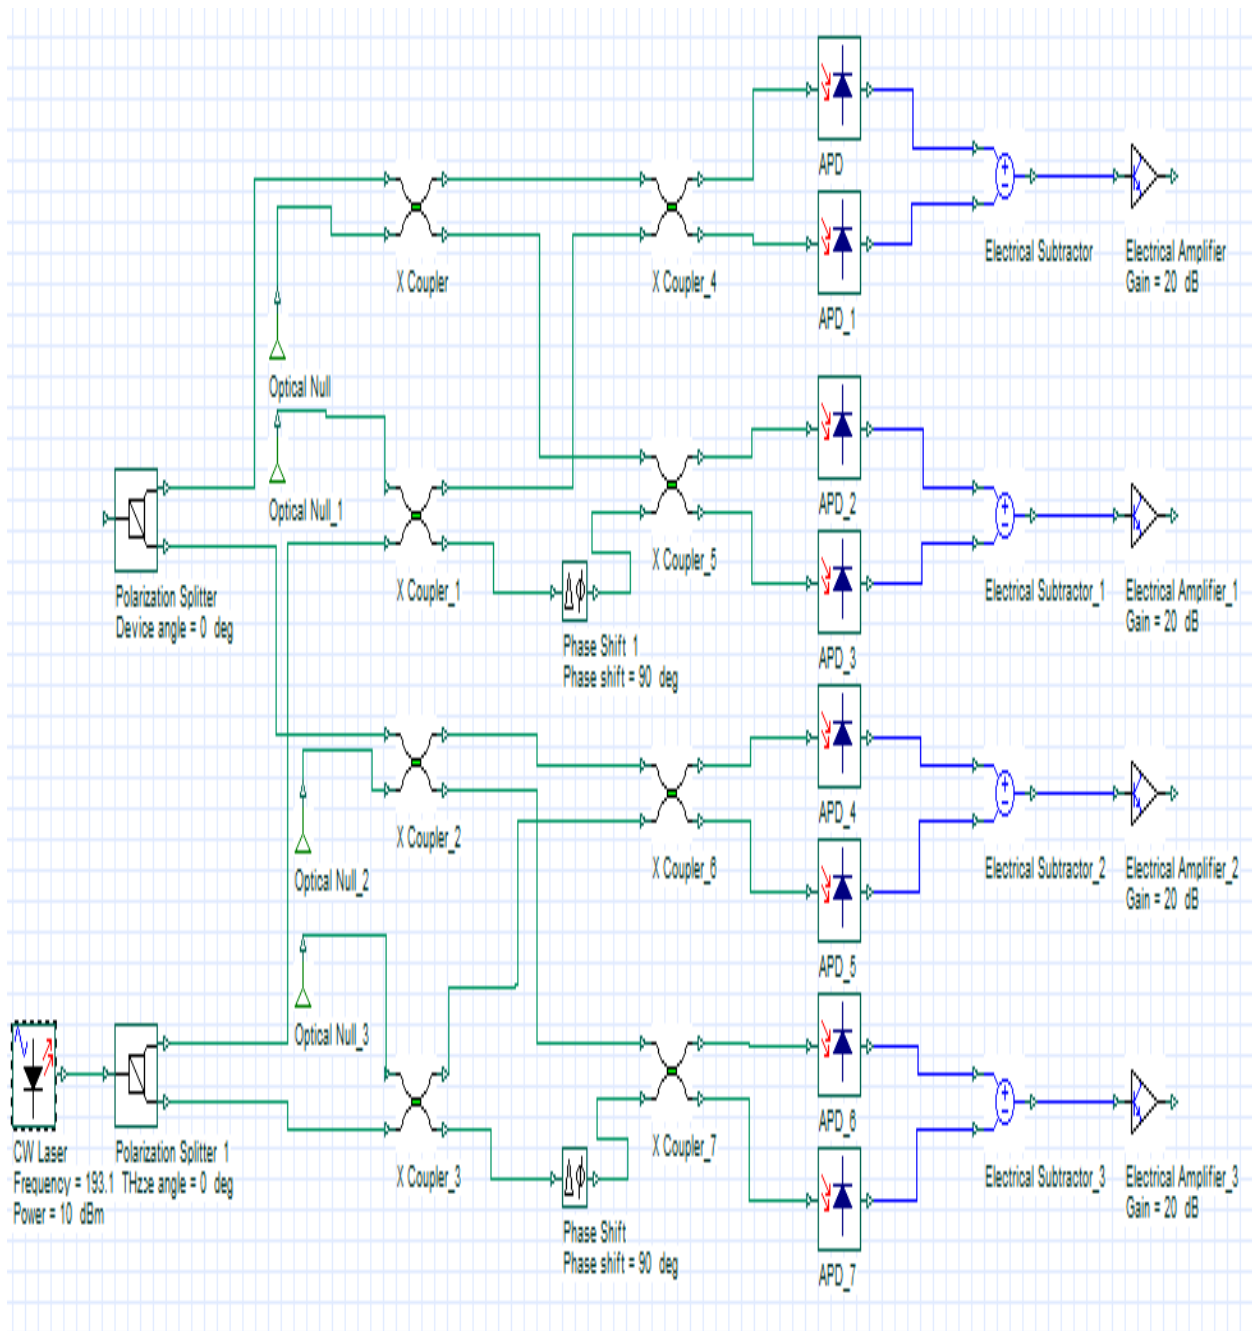 APD
X Coupler
X Coupler_4
Electrical Subtractor
Electrical Amplifier
Gain = 20 dB
APD_1
Optical Null
Optical Null_1
APD_2
X Coupler_5
Polarization Splitter
Device angle = 0 deg
X Coupler_1
Electrical Subtractor_1
Electrical Amplifier_1
Gain = 20 dB
Phase Shift 1
Phase shift = 90 deg
APD_3
APD_4
X Coupler_2
X Coupler_6
Electrical Subtractor_2
Electrical Amplifier_2
Gain = 20 dB
Optical Null_2
APD_5
Optical Null_3
APD_6
CW Laser
Frequency = 193.1 THz
Power = 10 dBm
Polarization Splitter 1
angle = 0 deg
X Coupler_3
X Coupler_7
Electrical Subtractor_3
Electrical Amplifier_3
Gain = 20 dB
Phase Shift
Phase shift = 90 deg
APD_7